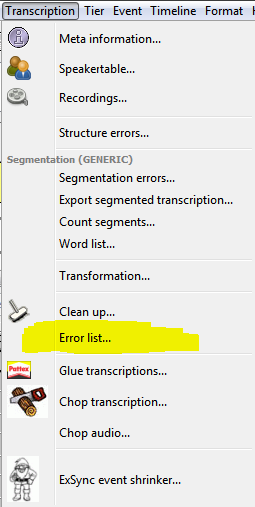 Transcription Tier Event Timeline Format
Meta information...
Speakertable...
Recordings...
Structure errors...
Segmentation (GENERIC)
Segmentation errors...
Export segmented transcription...
Count segments...
Word list...
Transformation...
Clean up...
Error list...
Pattex
Glue transcriptions...
Chop transcription...
Chop audio...
ExSync event shrinker...